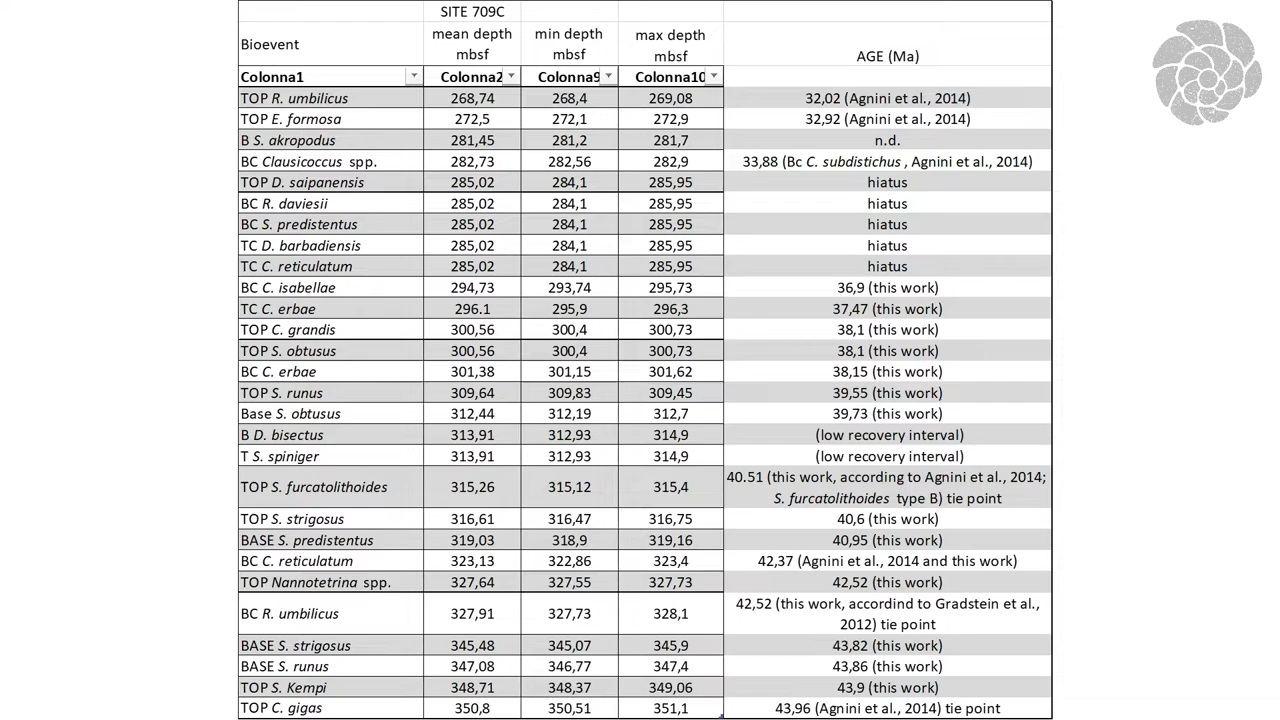 SITE 709C
Bioevent mean depth mbsf min depth mbsf max depth mbsf AGE (Ma)
Colonna1 Colonna2 Colonna9 Colonna10
TOP R. umbilicus 268,74 268,4 269,08 32,02 (Agnini et al., 2014)
TOP E. formosa 272,5 272,1 272,9 32,92 (Agnini et al., 2014)
B S. akropodus 281,45 281,2 281,7 n.d.
BC Clausicoccus spp. 282,73 282,56 282,9 33,88 (Bc C. subdistichus , Agnini et al., 2014)
TOP D. saipanensis 285,02 284,1 285,95 hiatus
BC R. daviesii 285,02 284,1 285,95 hiatus
BC S. predistentus 285,02 284,1 285,95 hiatus
TC D. barbadiensis 285,02 284,1 285,95 hiatus
TC C. reticulatum 285,02 284,1 285,95 hiatus
BC C. isabellae 294,73 293,74 295,73 36,9 (this work)
TC C. erbae 296.1 295,9 296,3 37,47 (this work)
TOP C. grandis 300,56 300,4 300,73 38,1 (this work)
TOP S. obtusus 300,56 300,4 300,73 38,1 (this work)
BC C. erbae 301,38 301,15 301,62 38,15 (this work)
TOP S. runus 309,64 309,83 309,45 39,55 (this work)
Base S. obtusus 312,44 312,19 312,7 39,73 (this work)
B D. bisectus 313,91 312,93 314,9 (low recovery interval)
T S. spiniger 313,91 312,93 314,9 (low recovery interval)
TOP S. furcatolithoides 315,26 315,12 315,4 40.51 (this work, according to Agnini et al., 2014;
S. furcatolithoides type B) tie point
TOP S. strigosus 316,61 316,47 316,75 40,6 (this work)
BASE S. predistentus 319,03 318,9 319,16 40,95 (this work)
BC C. reticulatum 323,13 322,86 323,4 42,37 (Agnini et al., 2014 and this work)
TOP Nannotetrina spp. 327,64 327,55 327,73 42,52 (this work)
BC R. umbilicus 327,91 327,73 328,1 42,52 (this work, accordind to Gradstein et al.,
2012) tie point
BASE S. strigosus 345,48 345,07 345,9 43,82 (this work)
BASE S. runus 347,08 346,77 347,4 43,86 (this work)
TOP S. Kempi 348,71 348,37 349,06 43,9 (this work)
TOP C. gigas 350,8 350,51 351,1 43,96 (Agnini et al., 2014) tie point